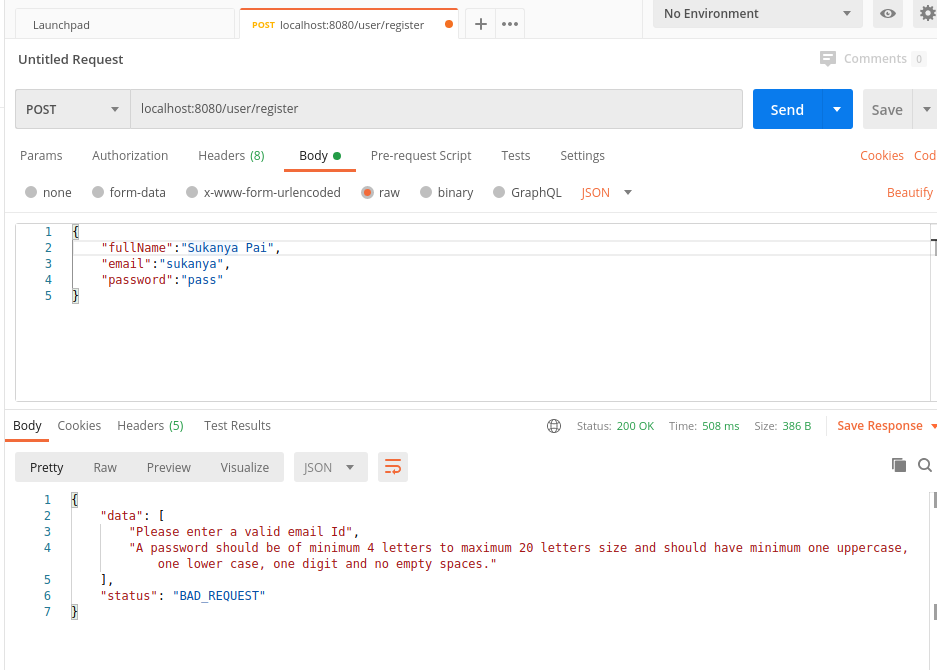 Launchpad
POST localhost:8080/user/register
No Environment
Untitled Request
Comments 0
POST localhost:8080/user/register
Send
Save
Params Authorization Headers (8) Body Pre-request Script Tests Settings Cookies Cod
none form-data x-www-form-urlencoded raw binary GraphQL JSON Beautify
1 {
2 "fullName":"Sukanya Pai",
3 "email":"sukanya",
4 "password":"pass"
5 }
Body Cookies Headers (5) Test Results Status: 200 OK Time: 508 ms Size: 386 B Save Response
Pretty Raw Preview Visualize JSON
1 {
2 "data": [
3 "Please enter a valid email Id",
4 "A password should be of minimum 4 letters to maximum 20 letters size and should have minimum one uppercase,
one lower case, one digit and no empty spaces."
5 ],
6 "status": "BAD_REQUEST"
7 }